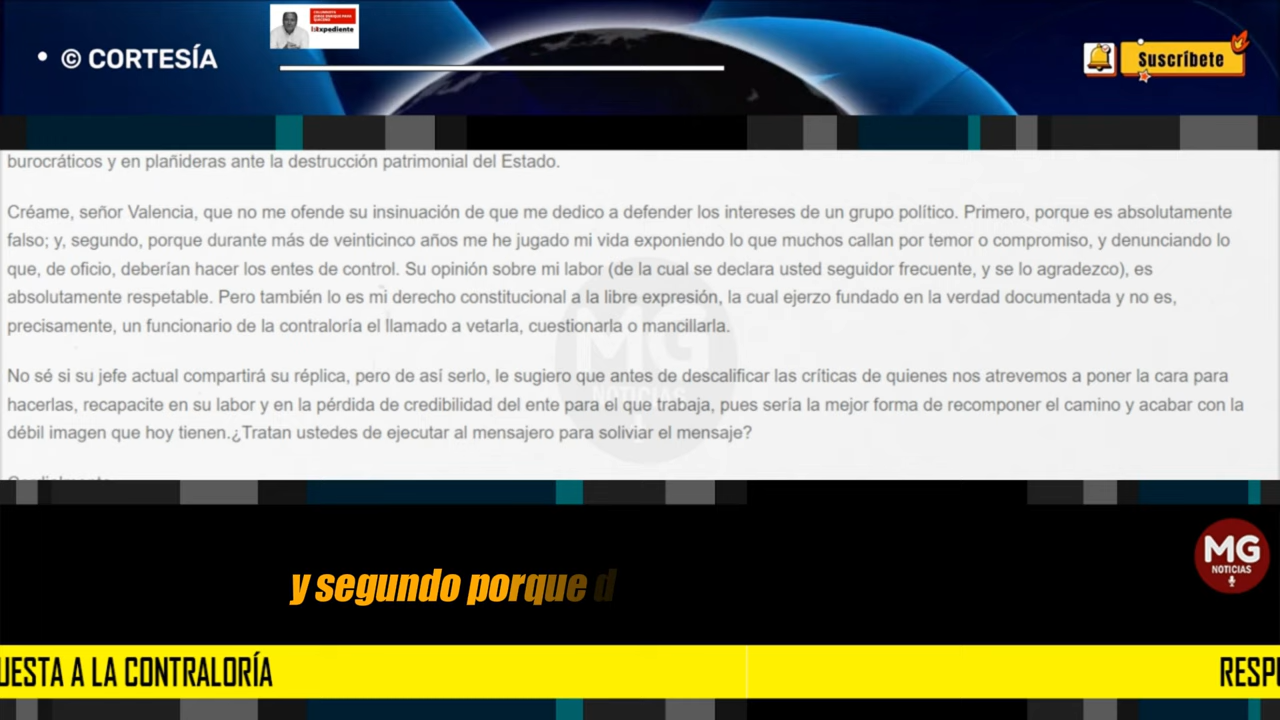 • © CORTESÍA
laExpediente
Suscríbete
burocráticos y en plañideras ante la destrucción patrimonial del Estado.
Créame, señor Valencia, que no me ofende su insinuación de que me dedico a defender los intereses de un grupo político. Primero, porque es absolutamente
falso; y, segundo, porque durante más de veinticinco años me he jugado mi vida exponiendo lo que muchos callan por temor o compromiso, y denunciando lo
que, de oficio, deberían hacer los entes de control. Su opinión sobre mi labor (de la cual se declara usted seguidor frecuente, y se lo agradezco), es
absolutamente respetable. Pero también lo es mi derecho constitucional a la libre expresión, la cual ejerzo fundado en la verdad documentada y no es,
precisamente, un funcionario de la contraloría el llamado a vetarla, cuestionarla o mancillarla.
No sé si su jefe actual compartirá su réplica, pero de así serlo, le sugiero que antes de descalificar las críticas de quienes nos atrevemos a poner la cara para
hacerlas, recapacite en su labor y en la pérdida de credibilidad del ente para el que trabaja, pues sería la mejor forma de recomponer el camino y acabar con la
débil imagen que hoy tienen.¿Tratan ustedes de ejecutar al mensajero para soliviar el mensaje?
MG
NOTICIAS
y segundo porque d
MG
NOTICIAS
UESTA A LA CONTRALORÍA
RESPU